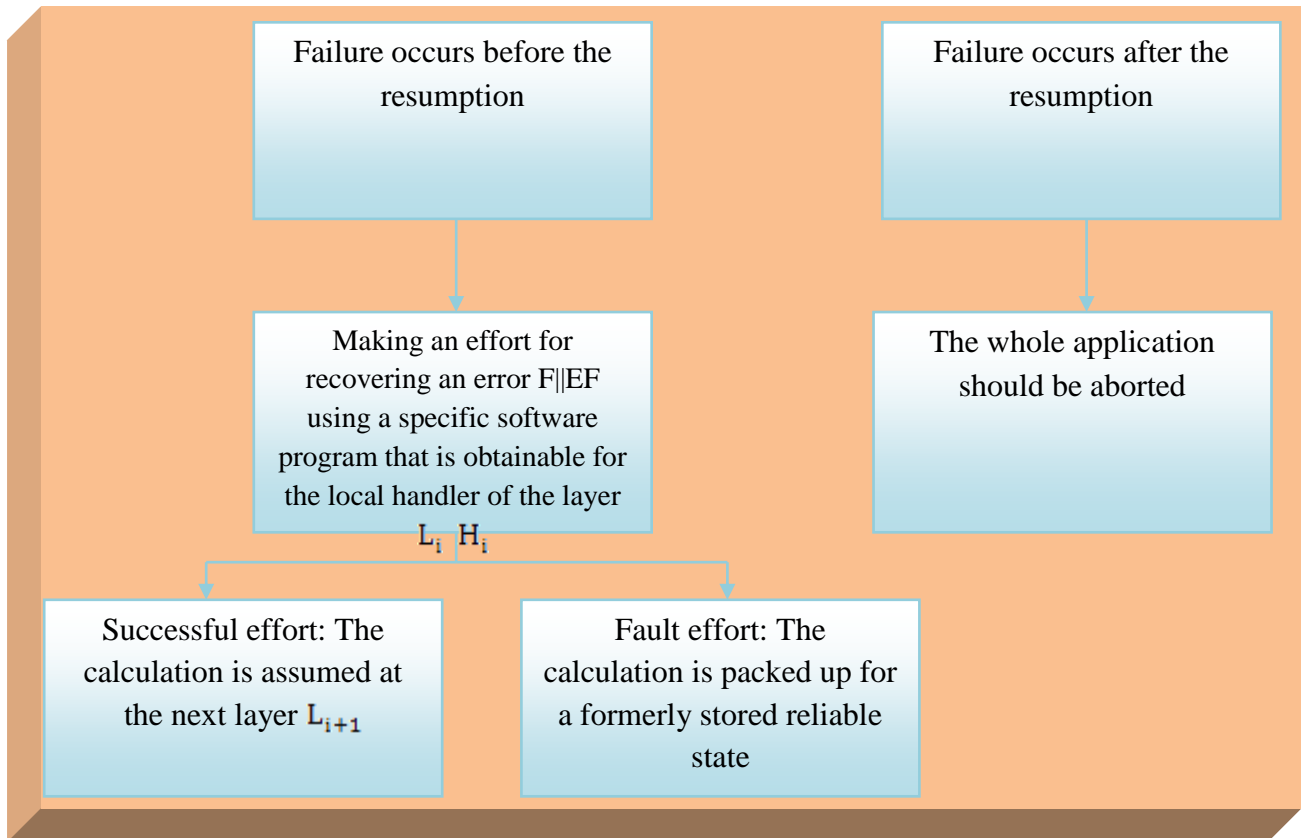 Failure occurs before the
resumption
Failure occurs after the
resumption
Making an effort for
recovering an error F||EF
using a specific software
program that is obtainable for
the local handler of the layer
Lᵢ Hᵢ
The whole application
should be aborted
Successful effort: The
calculation is assumed at
the next layer Lᵢ₊₁
Fault effort: The
calculation is packed up for
a formerly stored reliable
state